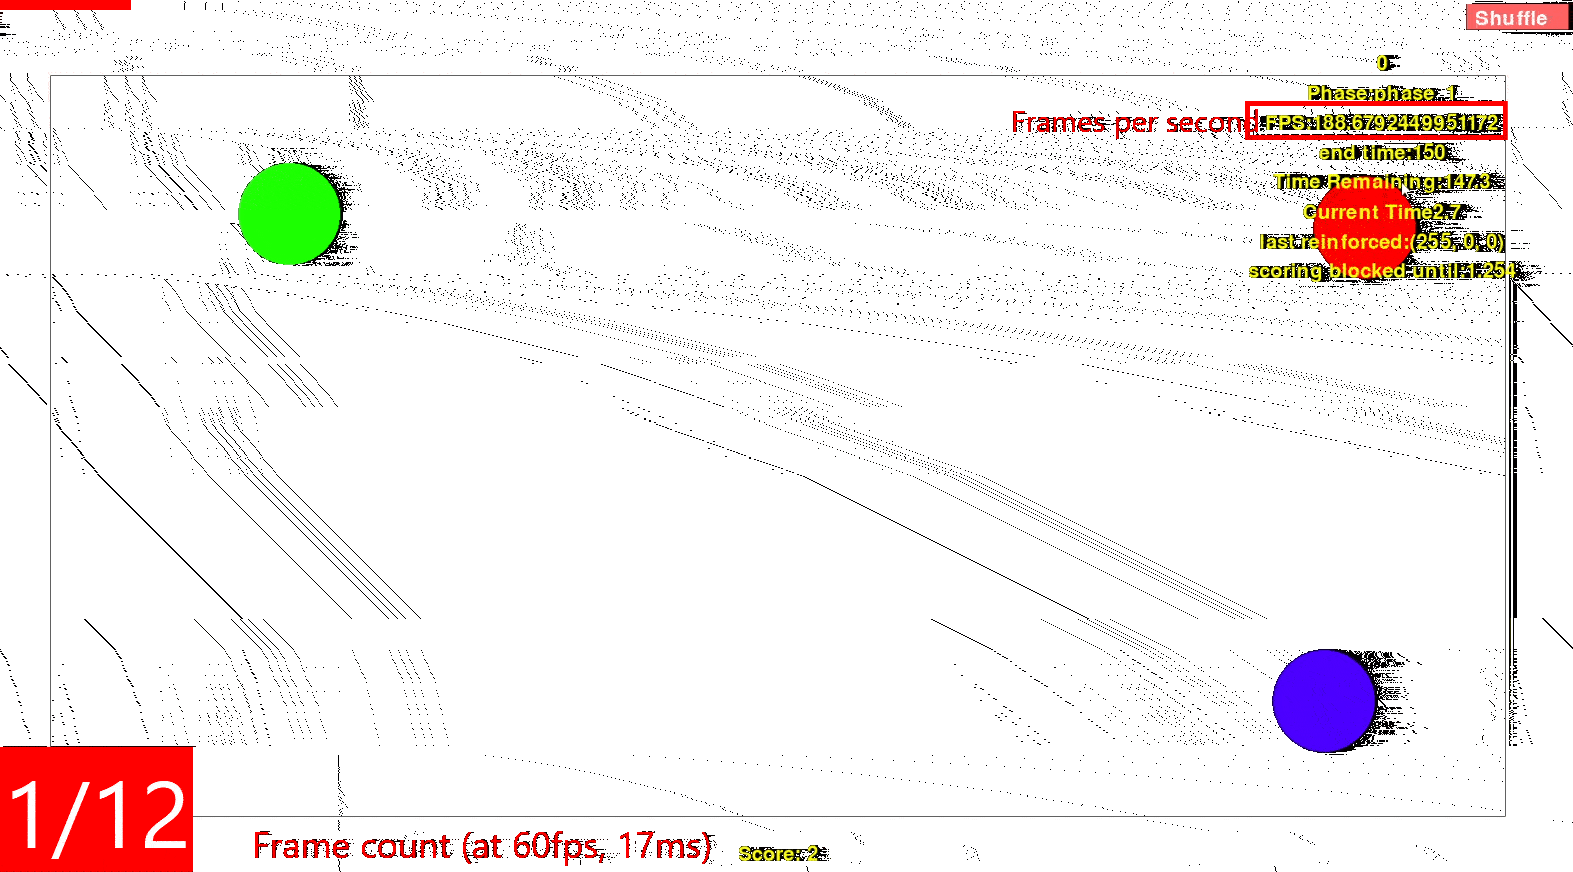 Shuffle
0
Phase:phase_1
Frames per second
FPS:188.6792449951172
end time:150
Time Remaining:147.3
Current Time2.7
last reinforced:(255, 0, 0)
scoring blocked until:1.254
1/12
Frame count (at 60fps, 17ms)
Score: 2